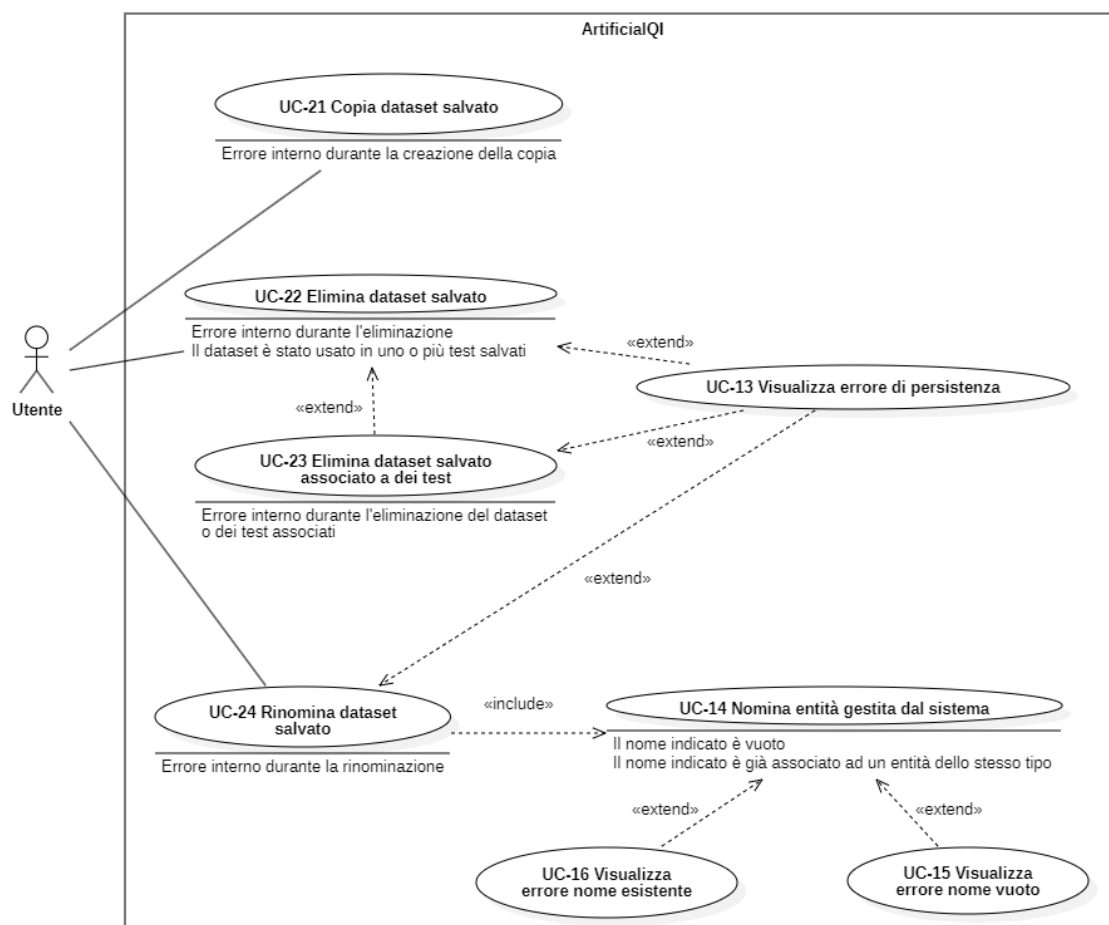 ArtificialQI
UC-21 Copia dataset salvato
Errore interno durante la creazione della copia
UC-22 Elimina dataset salvato
Errore interno durante l'eliminazione
Il dataset è stato usato in uno o più test salvati
«extend»
UC-13 Visualizza errore di persistenza
Utente
«extend»
«extend»
UC-23 Elimina dataset salvato
associato a dei test
Errore interno durante l'eliminazione del dataset
o dei test associati
«extend»
UC-24 Rinomina dataset
salvato
Errore interno durante la rinominazione
«include»
UC-14 Nomina entità gestita dal sistema
Il nome indicato è vuoto
Il nome indicato è già associato ad un entità dello stesso tipo
«extend»
«extend»
UC-16 Visualizza
errore nome esistente
UC-15 Visualizza
errore nome vuoto